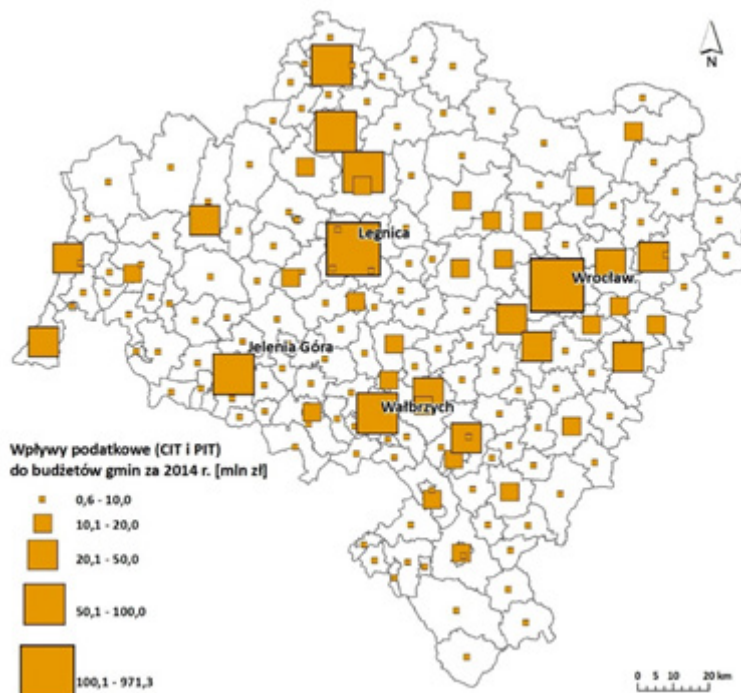 N
Legnica
Wrocław.
Jelenia Góra
Wałbrzych
Wpływy podatkowe (CIT i PIT)
do budżetów gmin za 2014 r. [mln zł]
0,6 - 10,0
10,1 - 20,0
20,1 - 50,0
50,1 - 100,0
100,1 - 971,3
0 5 10 20 km